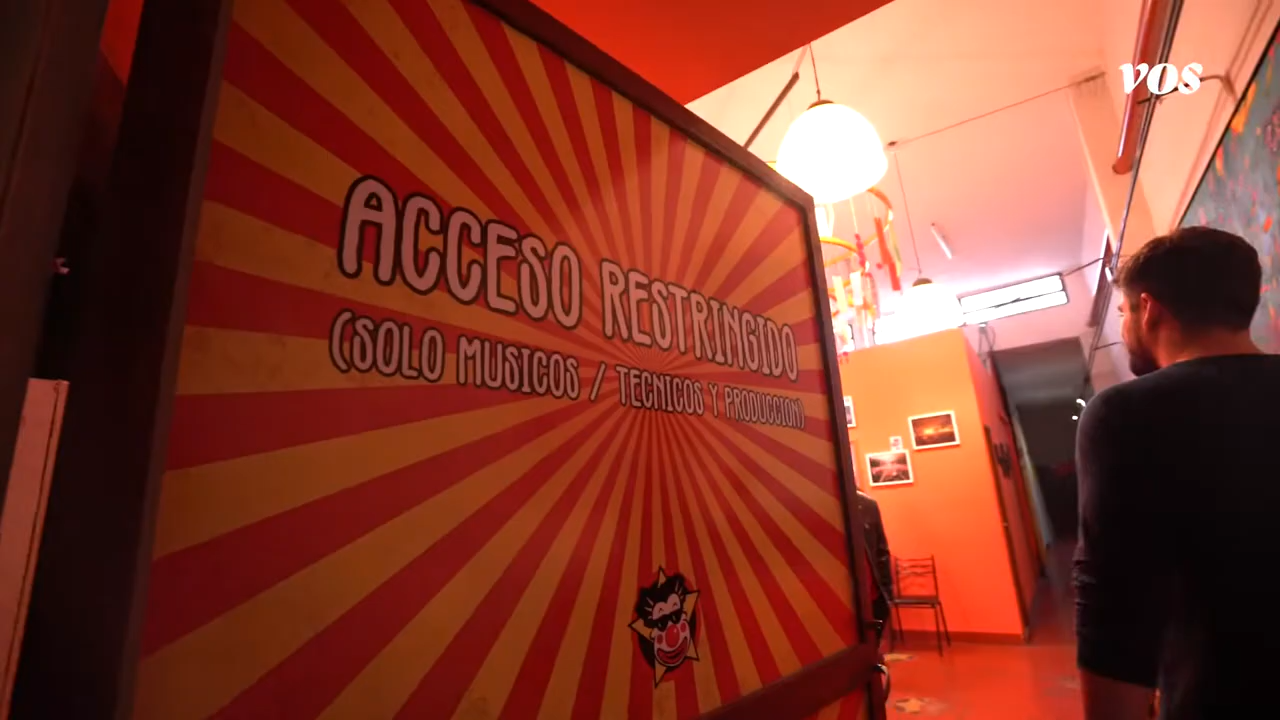 vos
ACCESO RESTRINGIDO
(SOLO MUSICOS / TECNICOS Y PRODUCCION)